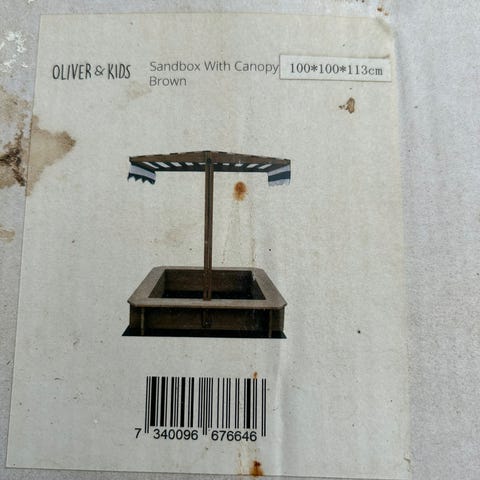 OLIVER & KIDS
Sandbox With Canopy
Brown
100*100*113cm
7 340096 676646